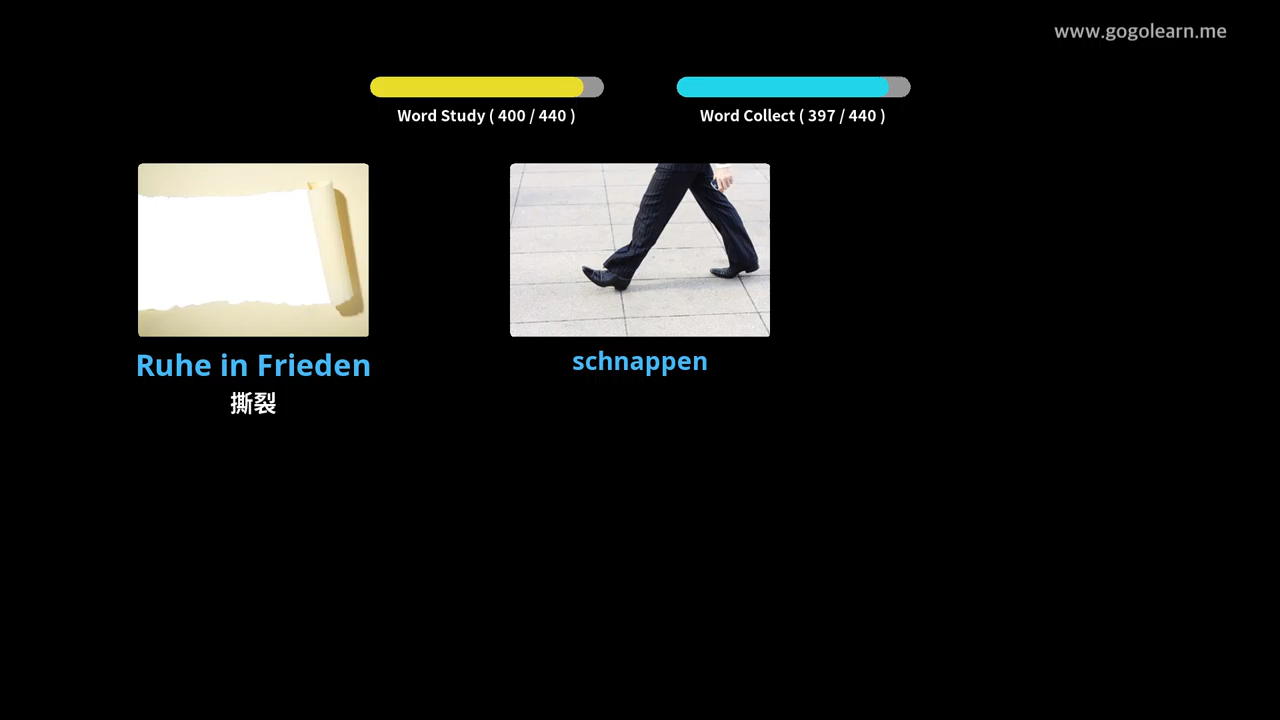 www.gogolearn.me
Word Study ( 400 / 440 )
Word Collect ( 397 / 440 )
Ruhe in Frieden
撕裂
schnappen